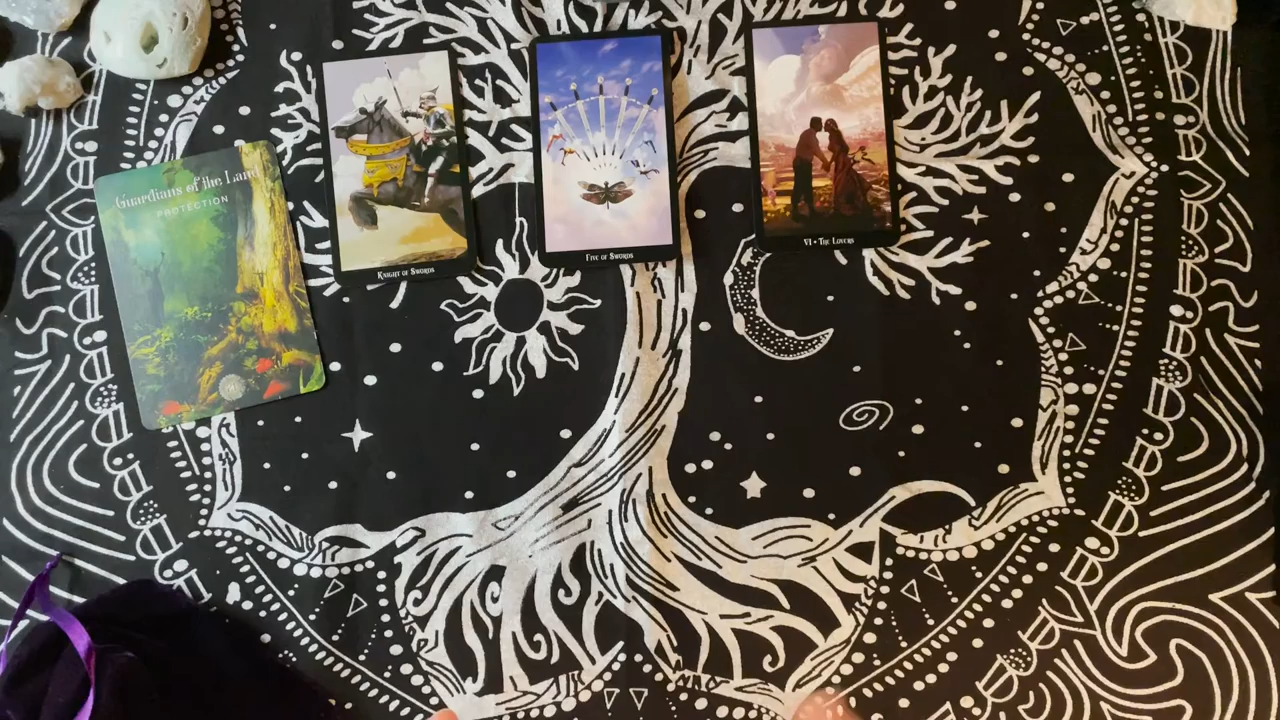 Guardians of the Land
PROTECTION
Knight of Swords
Five of Swords
VI • The Lovers